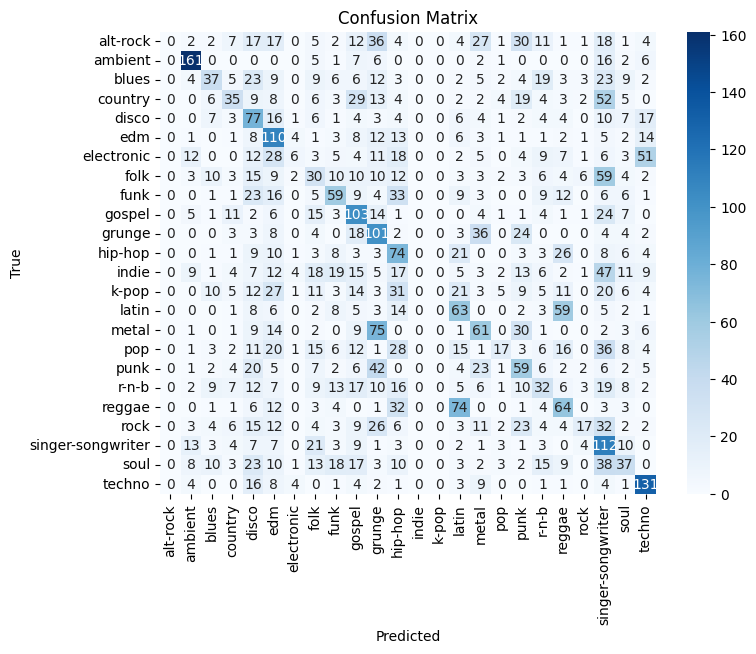 Confusion Matrix
alt-rock 0 2 2 7 17 17 0 5 2 12 36 4 0 0 4 27 1 30 11 1 1 18 1 4
ambient 0 161 0 0 0 0 0 5 1 7 6 0 0 0 0 0 0 0 0 0 0 16 2 6
blues 0 4 37 5 23 9 0 9 6 6 12 3 0 0 2 5 2 4 19 3 3 23 9 2
country 0 0 6 35 9 8 0 6 3 29 13 4 0 0 2 2 4 19 4 3 2 52 5 0
disco 0 0 7 3 77 16 1 6 1 4 3 4 0 0 6 4 1 2 4 4 0 10 7 17
edm 0 1 0 1 8 110 4 1 3 8 12 13 0 0 6 3 1 1 1 2 1 5 2 14
electronic 0 12 0 0 12 28 6 3 5 4 11 18 0 0 2 5 0 4 9 7 1 6 3 51
folk 0 3 10 3 15 9 2 30 10 10 10 12 0 0 3 3 2 3 6 4 6 59 4 2
funk 0 0 1 1 23 16 0 5 59 9 4 33 0 0 9 3 0 0 9 12 0 6 6 1
gospel 0 5 1 11 2 6 0 15 3 103 14 1 0 0 0 4 1 1 4 1 1 24 7 0
grunge 0 0 0 3 3 8 0 4 0 18 101 2 0 0 3 36 0 24 0 0 0 4 4 2
hip-hop 0 0 1 1 9 10 1 3 8 3 3 74 0 0 21 0 0 3 3 26 0 8 6 4
indie 0 9 1 4 7 12 4 18 19 15 5 17 0 0 5 3 2 13 6 2 1 47 11 9
k-pop 0 0 10 5 12 27 1 11 3 14 3 31 0 0 21 3 5 9 5 11 0 20 6 4
latin 0 0 0 1 8 6 0 2 8 5 3 14 0 0 63 0 0 2 3 59 0 5 2 1
metal 0 1 0 1 9 14 0 2 0 9 75 0 0 0 1 61 0 30 1 0 0 2 3 6
pop 0 1 3 2 11 20 1 15 6 12 1 28 0 0 15 1 17 3 6 16 0 36 8 4
punk 0 1 2 4 20 5 0 7 2 6 42 0 0 0 4 23 1 59 6 2 2 6 2 5
r-n-b 0 2 9 7 12 7 0 9 13 17 10 16 0 0 5 6 1 10 32 6 3 19 8 2
reggae 0 0 1 1 6 12 0 3 4 0 1 32 0 0 74 0 0 1 4 64 0 3 3 0
rock 0 3 4 6 15 12 0 4 3 9 26 6 0 0 3 11 2 23 4 0 17 32 2 2
singer-songwriter 0 13 3 4 7 7 0 21 3 9 1 3 0 0 2 1 3 1 3 0 4 112 10 0
soul 0 8 10 3 23 10 1 13 18 17 3 10 0 0 3 2 3 2 15 9 0 38 37 0
techno 0 4 0 0 16 8 4 0 1 4 2 1 0 0 3 9 0 0 1 1 0 4 1 131
alt-rock ambient blues country disco edm electronic folk funk gospel grunge hip-hop indie k-pop latin metal pop punk r-n-b reggae rock singer-songwriter soul techno
Predicted
True
160
140
120
100
80
60
40
20
0